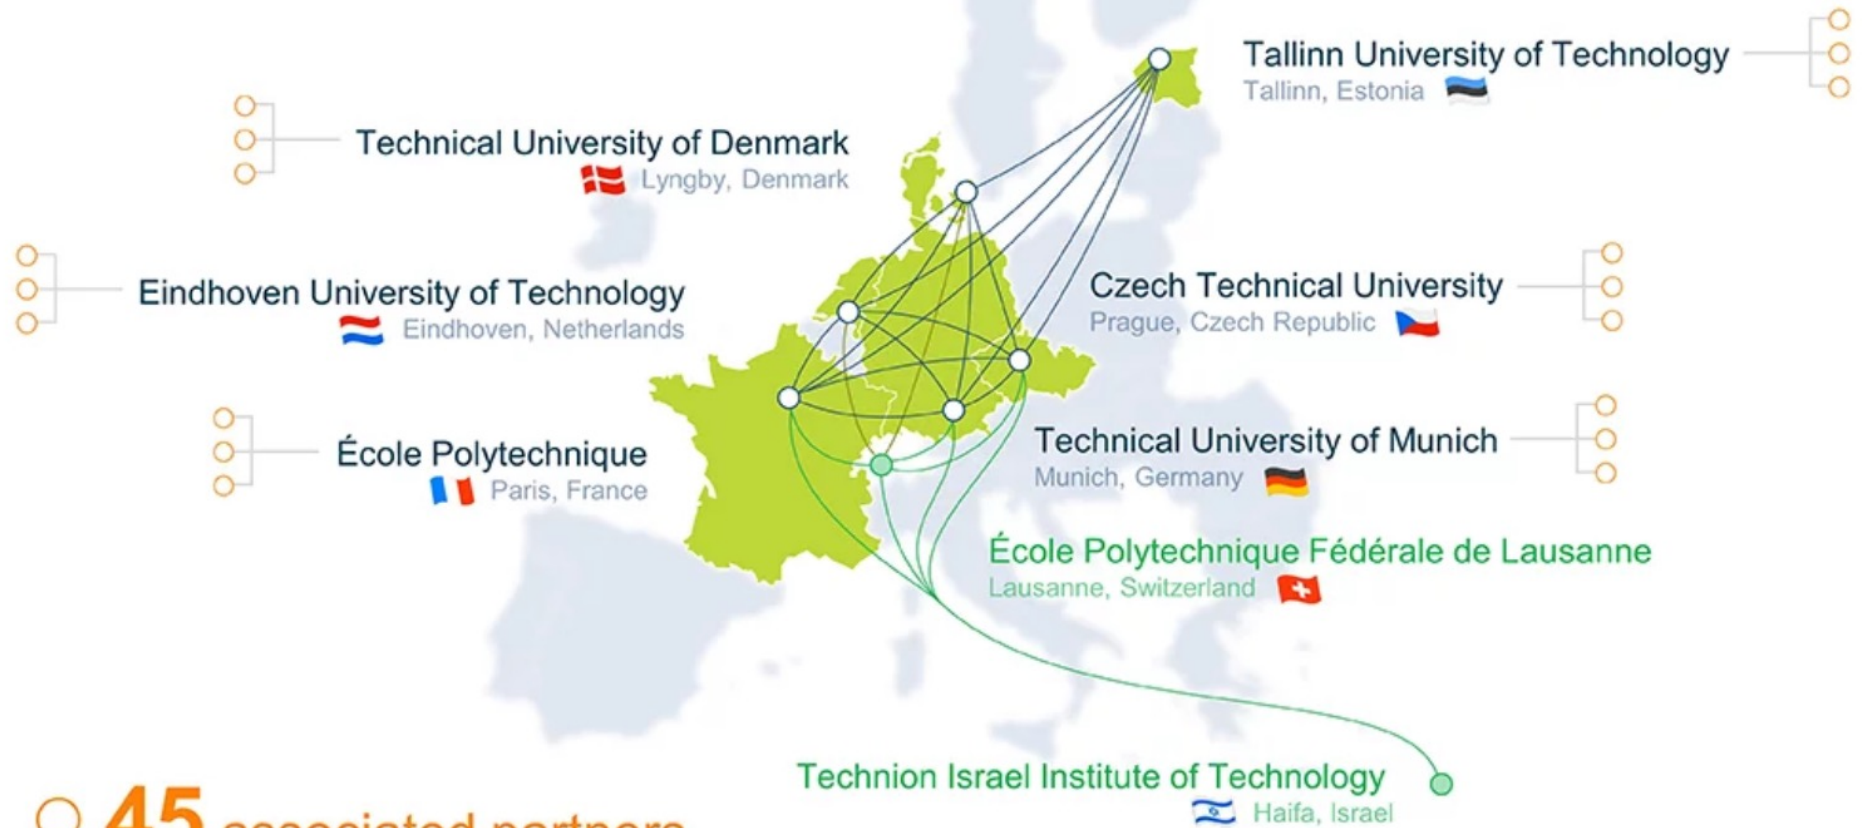 Tallinn University of Technology
Tallinn, Estonia
Technical University of Denmark
Lyngby, Denmark
Eindhoven University of Technology
Eindhoven, Netherlands
Czech Technical University
Prague, Czech Republic
École Polytechnique
Paris, France
Technical University of Munich
Munich, Germany
École Polytechnique Fédérale de Lausanne
Lausanne, Switzerland
Technion Israel Institute of Technology
Haifa, Israel
45 associated partners